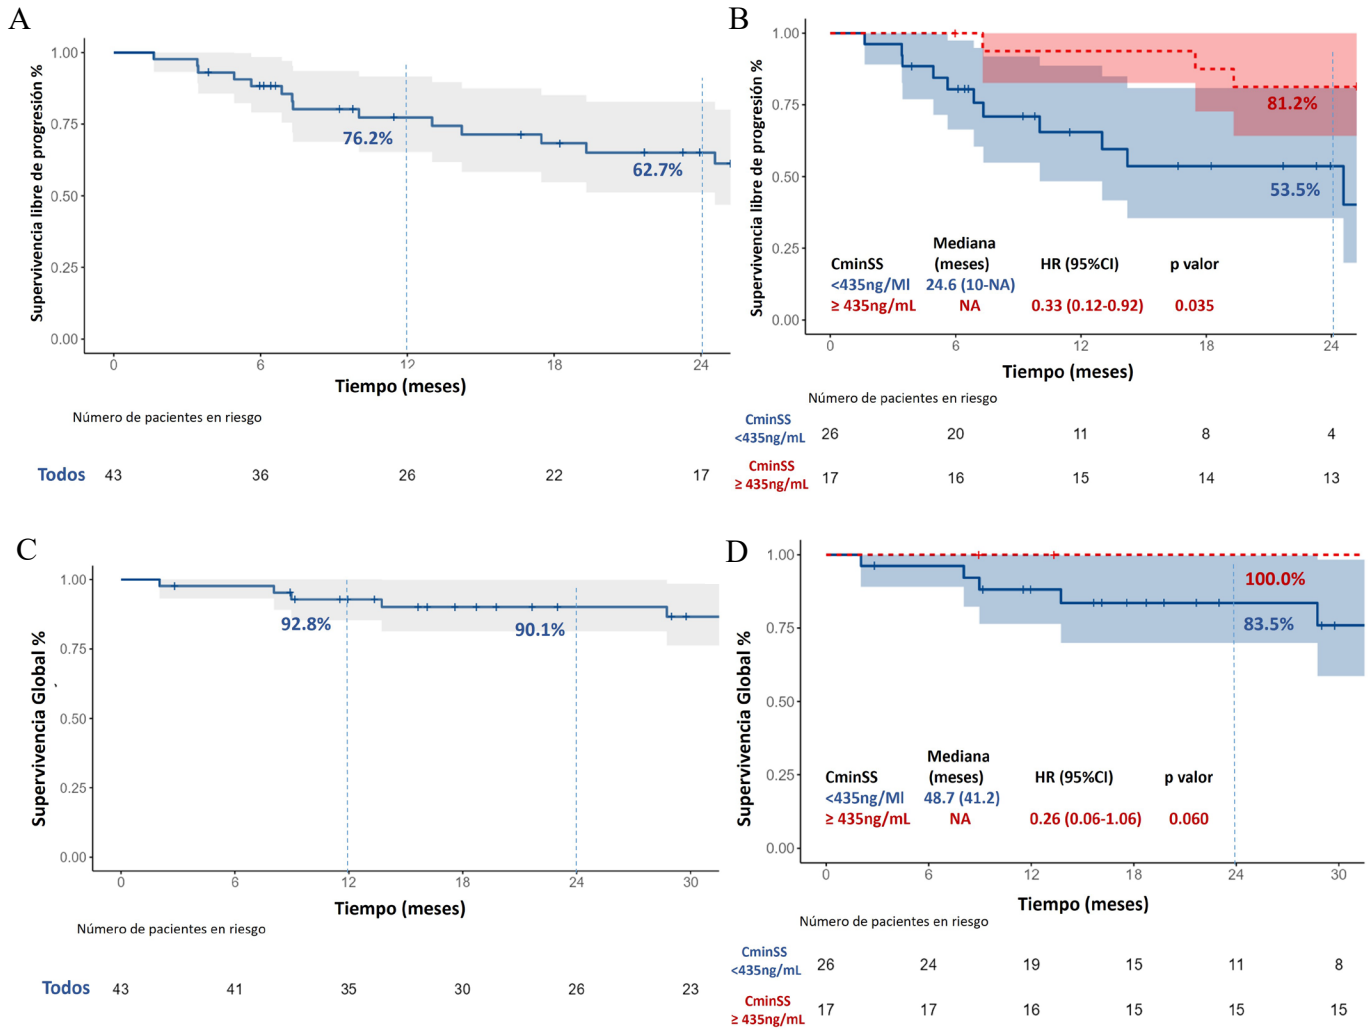 A
Supervivencia libre de progresión %
1.00
0.75
0.50
0.25
0.00
76.2%
62.7%
0 6 12 18 24
Tiempo (meses)
Número de pacientes en riesgo
Todos 43 36 26 22 17
B
Supervivencia libre de progresión %
1.00
0.75
0.50
0.25
0.00
81.2%
53.5%
Mediana
CminSS (meses) HR (95%CI) p valor
<435ng/Ml 24.6 (10-NA)
≥ 435ng/mL NA 0.33 (0.12-0.92) 0.035
0 6 12 18 24
Tiempo (meses)
Número de pacientes en riesgo
CminSS
<435ng/mL 26 20 11 8 4
CminSS
≥ 435ng/mL 17 16 15 14 13
C
Supervivencia Global %
1.00
0.75
0.50
0.25
0.00
92.8%
90.1%
0 6 12 18 24 30
Tiempo (meses)
Número de pacientes en riesgo
Todos 43 41 35 30 26 23
D
Supervivencia Global %
1.00
0.75
0.50
0.25
0.00
100.0%
83.5%
Mediana
CminSS (meses) HR (95%CI) p valor
<435ng/Ml 48.7 (41.2)
≥ 435ng/mL NA 0.26 (0.06-1.06) 0.060
0 6 12 18 24 30
Tiempo (meses)
Número de pacientes en riesgo
CminSS
<435ng/mL 26 24 19 15 11 8
CminSS
≥ 435ng/mL 17 17 16 15 15 15